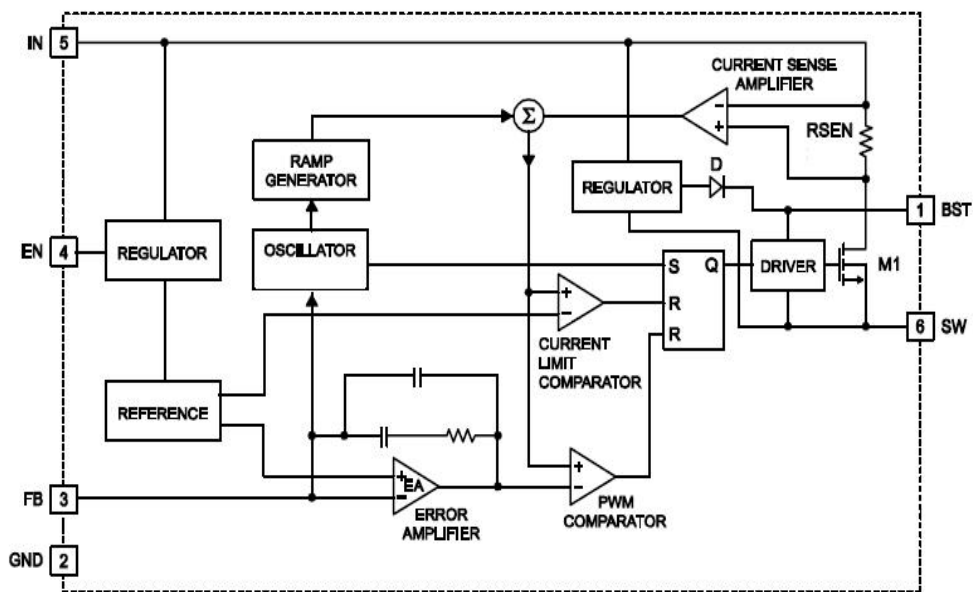 IN 5
CURRENT SENSE
AMPLIFIER
-
+
RSEN
Σ
RAMP
GENERATOR
D
REGULATOR
1 BST
EN 4
REGULATOR
OSCILLATOR
S Q
DRIVER
M1
+
-
R
R
6 SW
CURRENT
LIMIT
COMPARATOR
REFERENCE
+
-
EA
+
-
FB 3
ERROR
AMPLIFIER
PWM
COMPARATOR
GND 2